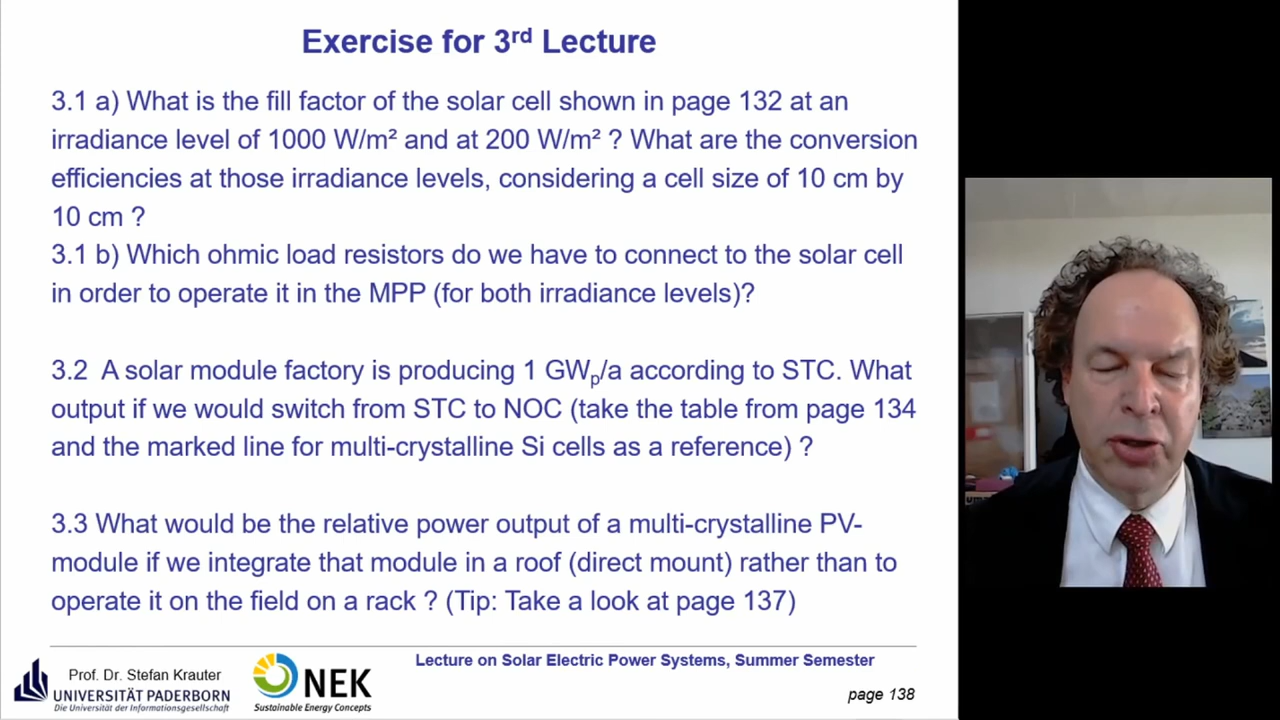 Exercise for 3rd Lecture
3.1 a) What is the fill factor of the solar cell shown in page 132 at an
irradiance level of 1000 W/m² and at 200 W/m² ? What are the conversion
efficiencies at those irradiance levels, considering a cell size of 10 cm by
10 cm ?
3.1 b) Which ohmic load resistors do we have to connect to the solar cell
in order to operate it in the MPP (for both irradiance levels)?
3.2 A solar module factory is producing 1 GWp/a according to STC. What
output if we would switch from STC to NOC (take the table from page 134
and the marked line for multi-crystalline Si cells as a reference) ?
3.3 What would be the relative power output of a multi-crystalline PV-
module if we integrate that module in a roof (direct mount) rather than to
operate it on the field on a rack ? (Tip: Take a look at page 137)
Prof. Dr. Stefan Krauter
UNIVERSITÄT PADERBORN
Die Universität der Informationsgesellschaft
NEK
Sustainable Energy Concepts
Lecture on Solar Electric Power Systems, Summer Semester
page 138